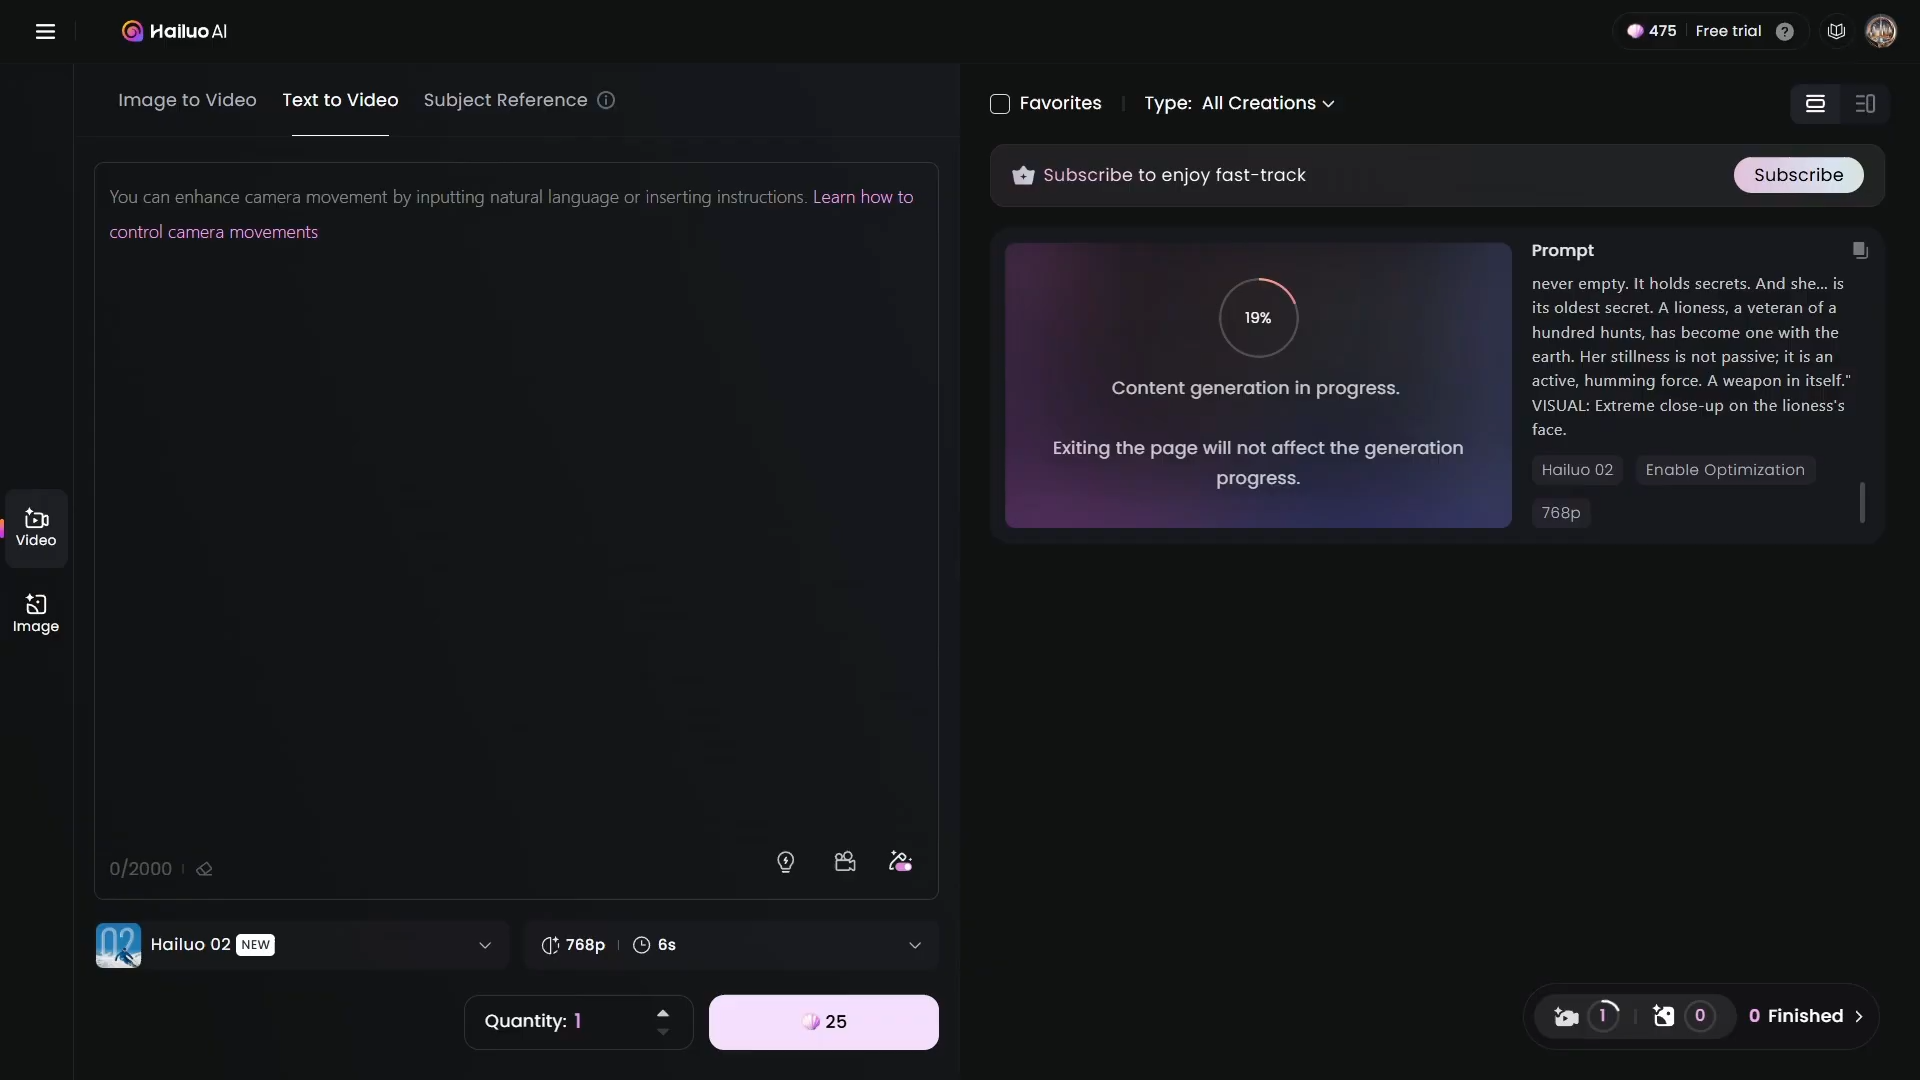 Hailuo AI
475
Free trial
?
Image to Video
Text to Video
Subject Reference
Favorites
Type: All Creations
You can enhance camera movement by inputting natural language or inserting instructions. Learn how to
control camera movements
Subscribe to enjoy fast-track
Subscribe
19%
Content generation in progress.
Exiting the page will not affect the generation
progress.
Prompt
never empty. It holds secrets. And she... is
its oldest secret. A lioness, a veteran of a
hundred hunts, has become one with the
earth. Her stillness is not passive; it is an
active, humming force. A weapon in itself."
VISUAL: Extreme close-up on the lioness's
face.
Hailuo 02
Enable Optimization
768p
Video
Image
0/2000
02
Hailuo 02 NEW
768p
6s
Quantity: 1
25
1
0
0 Finished